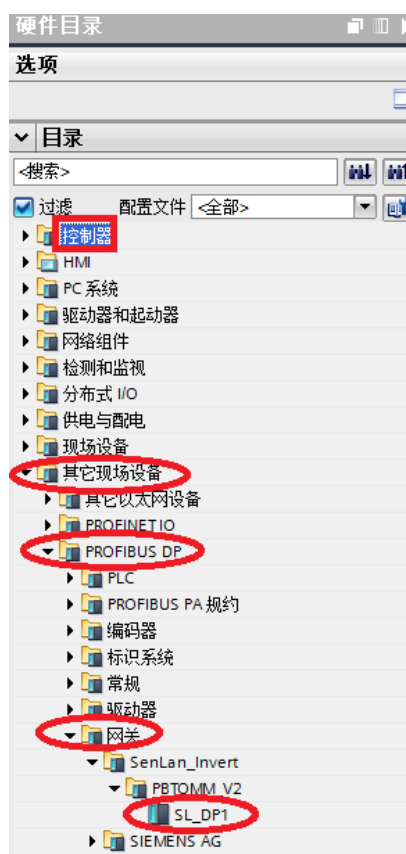 硬件目录
选项
目录
<搜索>
过滤 配置文件 <全部>
控制器
HMI
PC 系统
驱动器和起动器
网络组件
检测和监视
分布式 I/O
供电与配电
现场设备
其它现场设备
其它以太网设备
PROFINET IO
PROFIBUS DP
PLC
PROFIBUS PA 规约
编码器
标识系统
常规
驱动器
网关
SenLan_Invert
PBTOMM V2
SL_DP1
SIEMENS AG